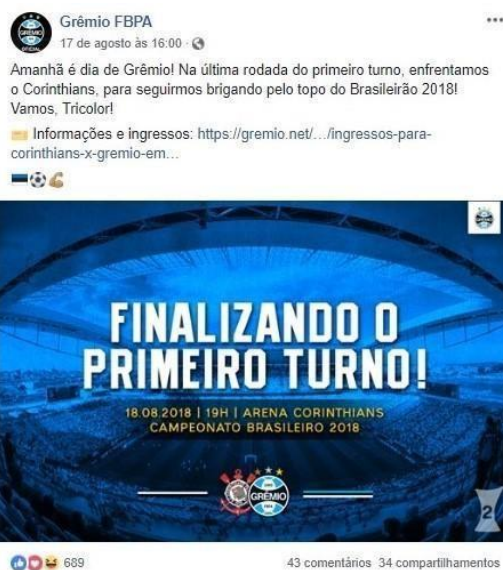 Grêmio FBPA
17 de agosto às 16:00 ·
Amanhã é dia de Grêmio! Na última rodada do primeiro turno, enfrentamos
o Corinthians, para seguirmos brigando pelo topo do Brasileirão 2018!
Vamos, Tricolor!
Informações e ingressos: https://gremio.net/.../ingressos-para-
corinthians-x-gremio-em...
FINALIZANDO O
PRIMEIRO TURNO!
18.08.2018 | 19H | ARENA CORINTHIANS
CAMPEONATO BRASILEIRO 2018
GRÊMIO
2
689
43 comentários 34 compartilhamentos